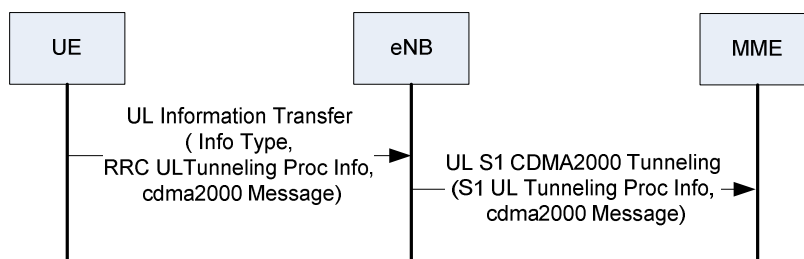 UE
eNB
MME
UL Information Transfer
( Info Type,
RRC ULTunneling Proc Info,
cdma2000 Message)
UL S1 CDMA2000 Tunneling
(S1 UL Tunneling Proc Info,
cdma2000 Message)